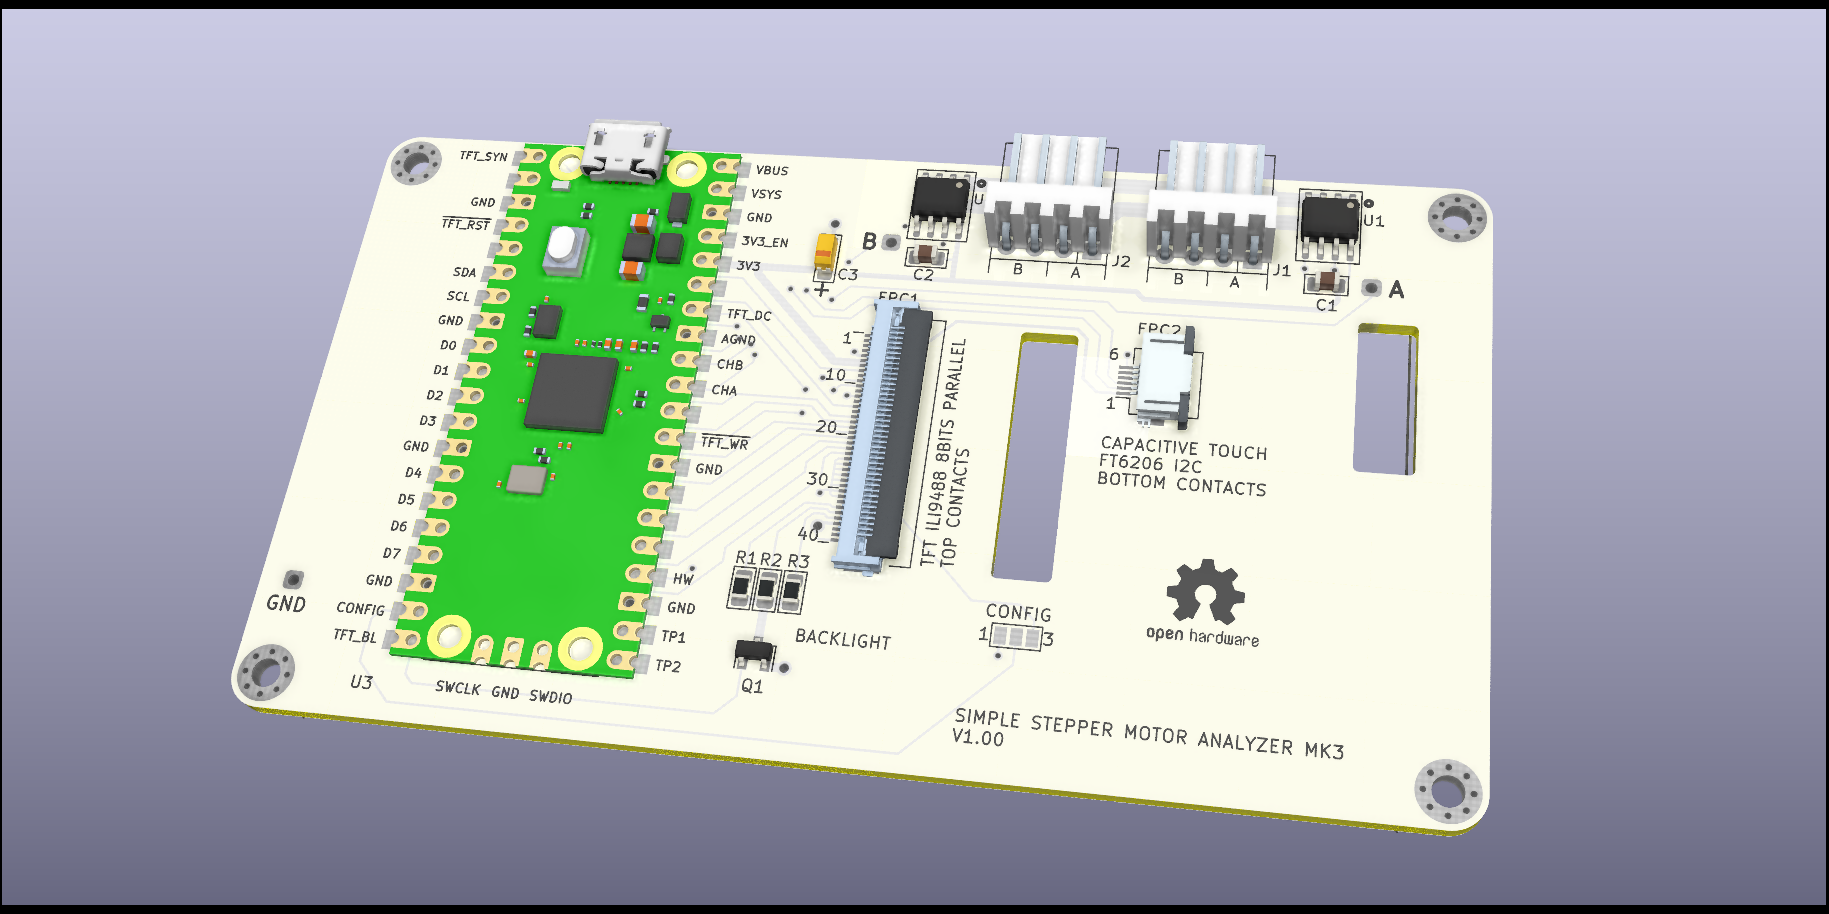 TFT_SYN
GND
TFT_RST
SDA
SCL
GND
D0
D1
D2
D3
GND
D4
D5
D6
D7
GND
CONFIG
TFT_BL
VBUS
VSYS
GND
3V3_EN
3V3
TFT_DC
AGND
CHB
CHA
TFT_WR
GND
HW
GND
TP1
TP2
U3
SWCLK GND SWDIO
GND
B
C3
+
C2
B A
J2
B A
J1
U1
C1
A
FPC1
1
10
20
30
40
TFT ILI9488 8BITS PARALLEL
TOP CONTACTS
FPC2
6
1
CAPACITIVE TOUCH
FT6206 I2C
BOTTOM CONTACTS
R1 R2 R3
BACKLIGHT
Q1
CONFIG
1 3
open hardware
SIMPLE STEPPER MOTOR ANALYZER MK3
V1.00